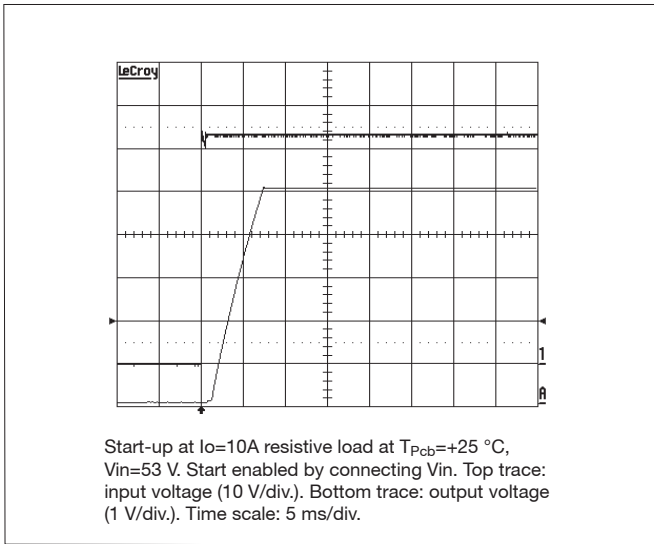 LeCroy
1
A
Start-up at Io=10A resistive load at TPcb=+25 °C,
Vin=53 V. Start enabled by connecting Vin. Top trace:
input voltage (10 V/div.). Bottom trace: output voltage
(1 V/div.). Time scale: 5 ms/div.